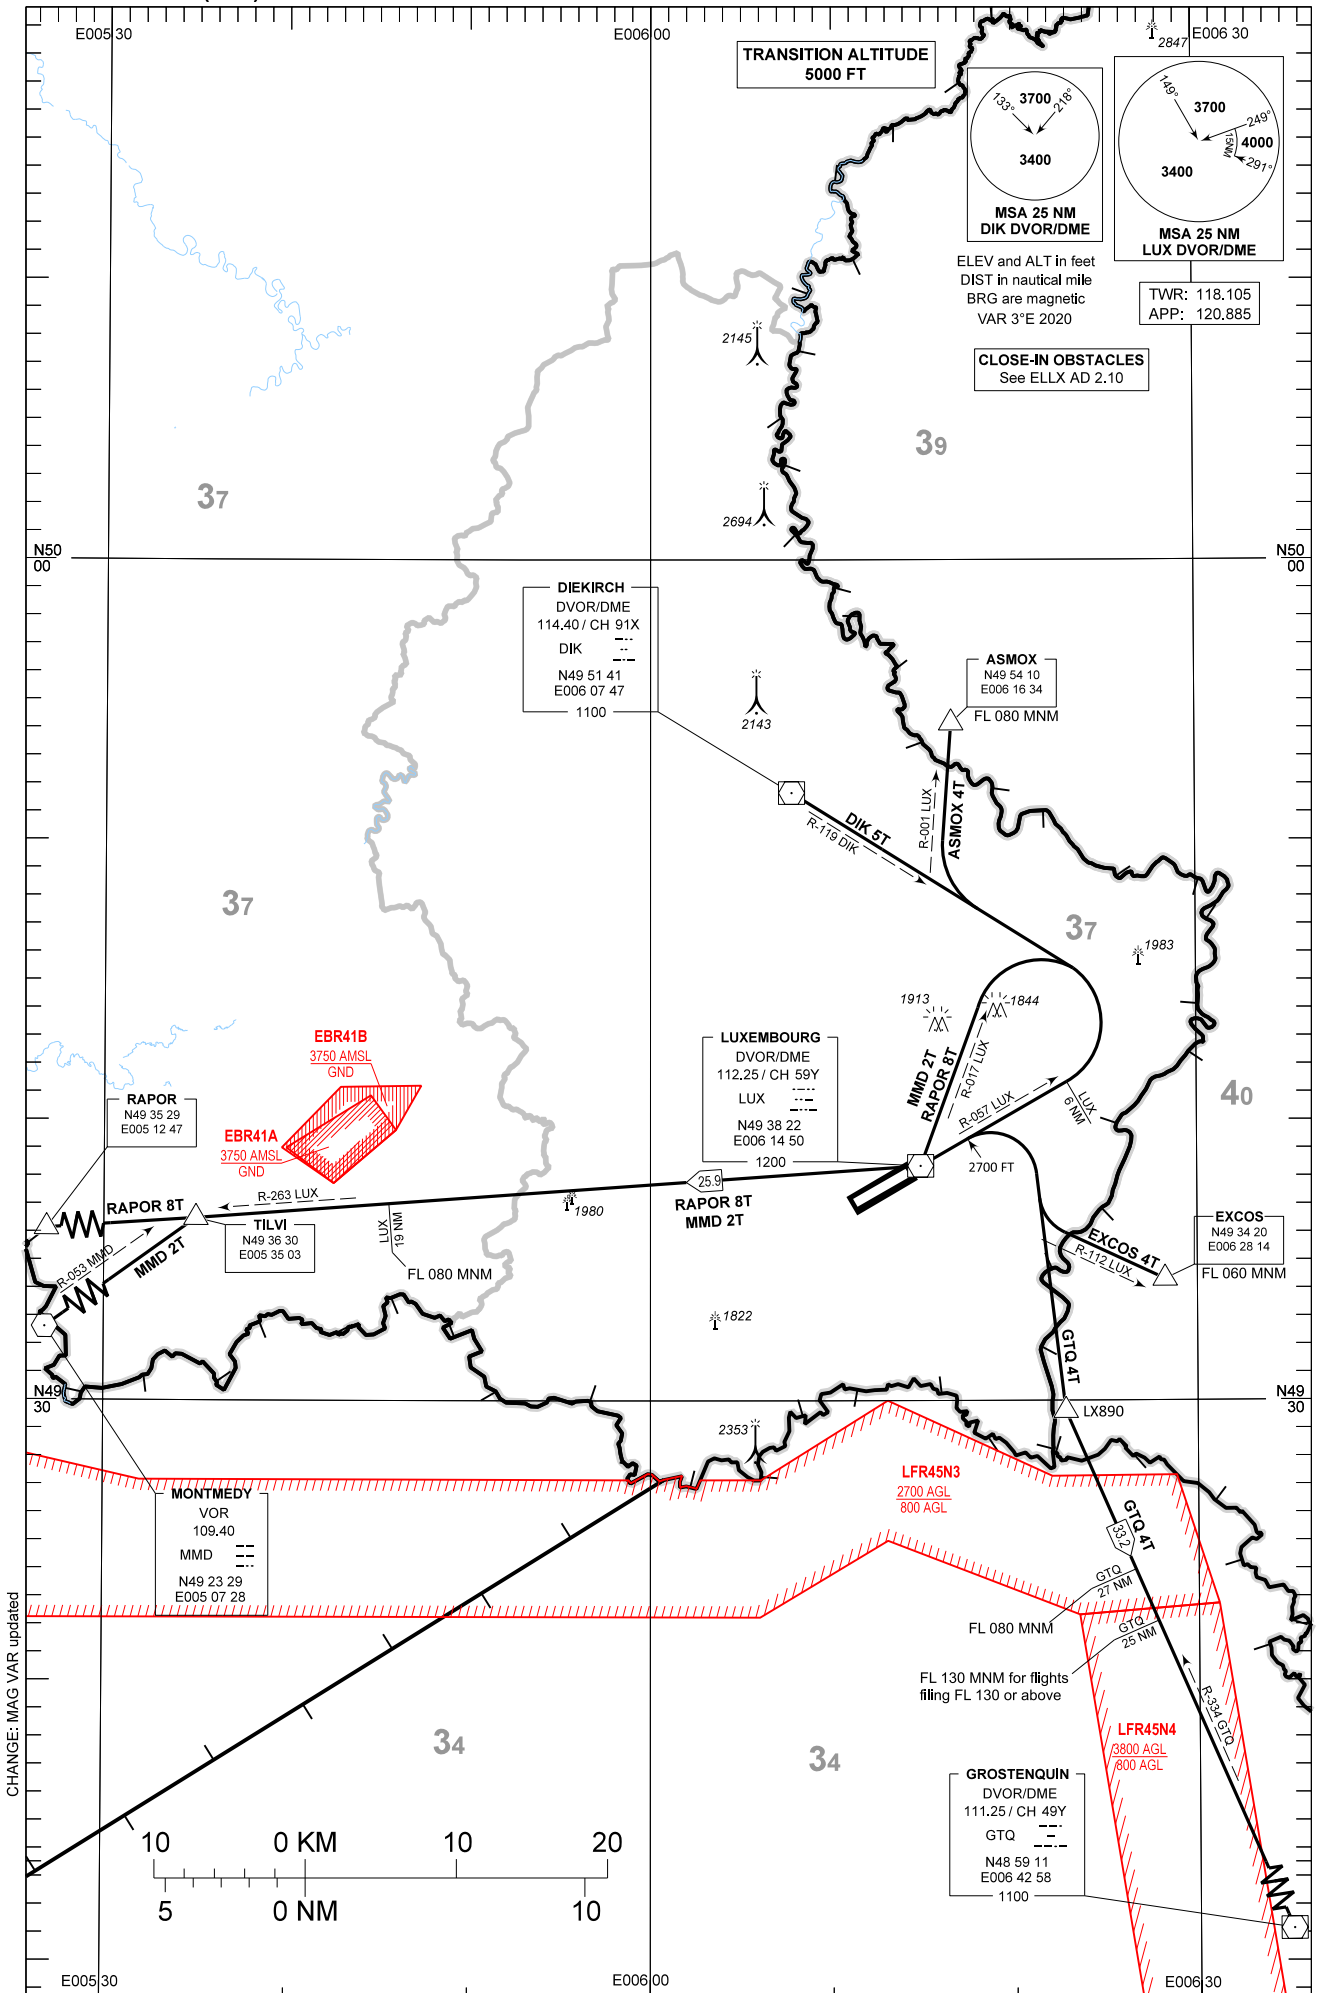 E005 30
E006 00
2847
E006 30
TRANSITION ALTITUDE
5000 FT
3700
133°
218°
3400
MSA 25 NM
DIK DVOR/DME
149°
3700
249°
15NM
4000
291°
3400
MSA 25 NM
LUX DVOR/DME
ELEV and ALT in feet
DIST in nautical mile
BRG are magnetic
VAR 3°E 2020
TWR: 118.105
APP: 120.885
2145
CLOSE-IN OBSTACLES
See ELLX AD 2.10
39
37
2694
N50
00
N50
00
DIEKIRCH
DVOR/DME
114.40 / CH 91X
DIK
N49 51 41
E006 07 47
1100
ASMOX
N49 54 10
E006 16 34
FL 080 MNM
2143
DIK 5T
R-119 DIK
R-001 LUX
ASMOX 4T
37
37
1983
1913
1844
EBR41B
3750 AMSL
GND
LUXEMBOURG
DVOR/DME
112.25 / CH 59Y
LUX
N49 38 22
E006 14 50
1200
MMD 2T
RAPOR 8T
R-017 LUX
R-057 LUX
LUX
6 NM
40
RAPOR
N49 35 29
E005 12 47
EBR41A
3750 AMSL
GND
2700 FT
25.9
RAPOR 8T
R-263 LUX
1980
RAPOR 8T
MMD 2T
TILVI
N49 36 30
E005 35 03
LUX
19 NM
FL 080 MNM
R-053 MMD
MMD 2T
EXCOS
N49 34 20
E006 28 14
FL 060 MNM
EXCOS 4T
R-112 LUX
1822
GTQ 4T
N49
30
N49
30
LX890
2353
LFR45N3
2700 AGL
800 AGL
MONTMEDY
VOR
109.40
MMD
N49 23 29
E005 07 28
GTQ 4T
33.2
GTQ
27 NM
FL 080 MNM
GTQ
25 NM
FL 130 MNM for flights
filing FL 130 or above
R-334 GTQ
CHANGE: MAG VAR updated
34
34
LFR45N4
3800 AGL
800 AGL
GROSTENQUIN
DVOR/DME
111.25 / CH 49Y
GTQ
N48 59 11
E006 42 58
1100
10 0 KM 10 20
5 0 NM 10
E005 30
E006 00
E006 30